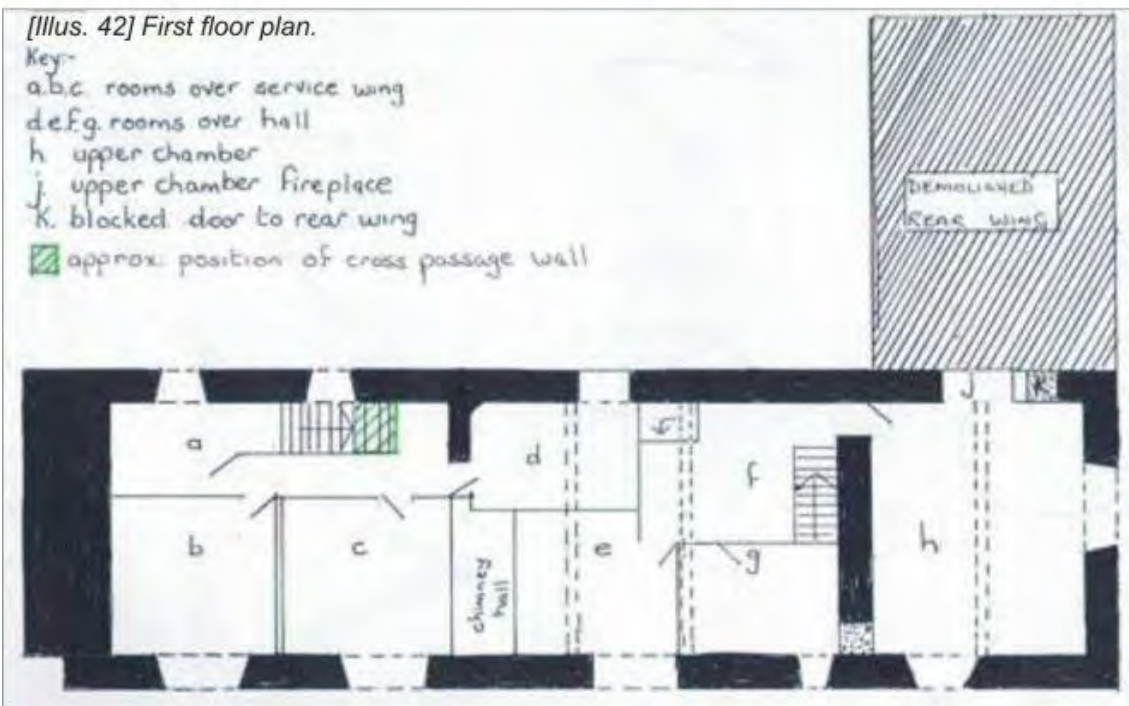 [Illus. 42] First floor plan.
Key:-
a.b.c. rooms over service wing
d.e.f.g. rooms over hall
h upper chamber
j. upper chamber fireplace
K. blocked door to rear wing
approx. position of cross passage wall
DEMOLISHED
REAR WING
j
K
a
d
f
b
c
chimney
hall
e
g
h